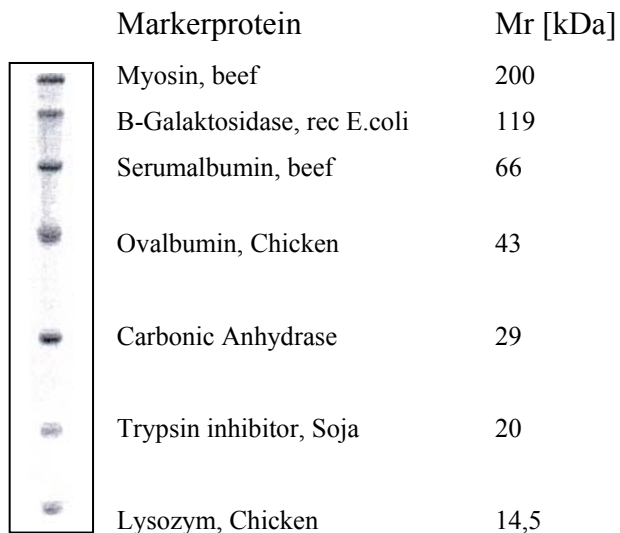 Markerprotein Mr [kDa]
Myosin, beef 200
B-Galaktosidase, rec E.coli 119
Serumalbumin, beef 66
Ovalbumin, Chicken 43
Carbonic Anhydrase 29
Trypsin inhibitor, Soja 20
Lysozym, Chicken 14,5